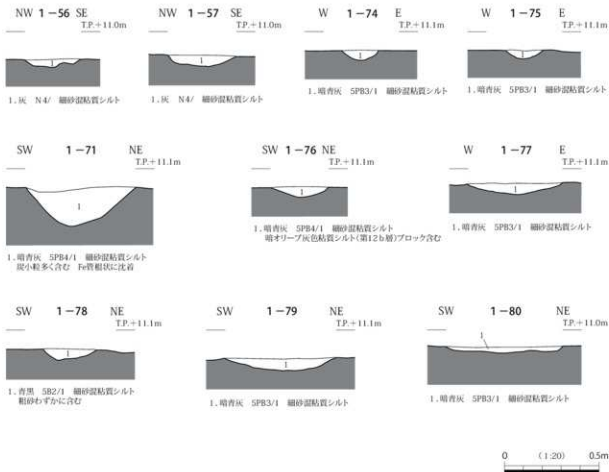 NW 1-56 SE
T.P.+11.0m
1
1. 灰 N4/ 細砂混粘質シルト
NW 1-57 SE
T.P.+11.0m
1
1. 灰 N4/ 細砂混粘質シルト
W 1-74 E
T.P.+11.1m
1
1. 暗青灰 5PB3/1 細砂混粘質シルト
W 1-75 E
T.P.+11.1m
1
1. 暗青灰 5PB3/1 細砂混粘質シルト
SW 1-71 NE
T.P.+11.1m
1
1. 暗青灰 5PB4/1 細砂混粘質シルト
炭小粒多く含む Fe管根状に沈着
SW 1-76 NE
T.P.+11.1m
1
1. 暗青灰 5PB4/1 細砂混粘質シルト
暗オリーブ灰色粘質シルト(第12b層)ブロック含む
W 1-77 E
T.P.+11.1m
1
1. 暗青灰 5PB3/1 細砂混粘質シルト
SW 1-78 NE
T.P.+11.1m
1
1. 青黒 5B2/1 細砂混粘質シルト
粗砂わずかに含む
SW 1-79 NE
T.P.+11.1m
1
1. 暗青灰 5PB3/1 細砂混粘質シルト
SW 1-80 NE
T.P.+11.0m
1
1. 暗青灰 5PB3/1 細砂混粘質シルト
0 (1:20) 0.5m